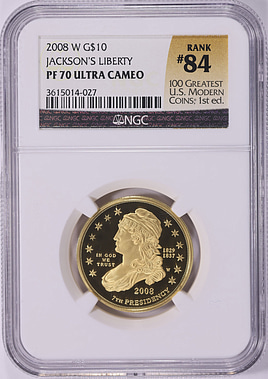 2008 W G$10
JACKSON'S LIBERTY
PF 70 ULTRA CAMEO
3615014-027
RANK
#84
100 GREATEST
U.S. MODERN
COINS; 1st ed.
NGC
IN GOD
WE
TRUST
1829
1837
W
2008
7TH PRESIDENCY